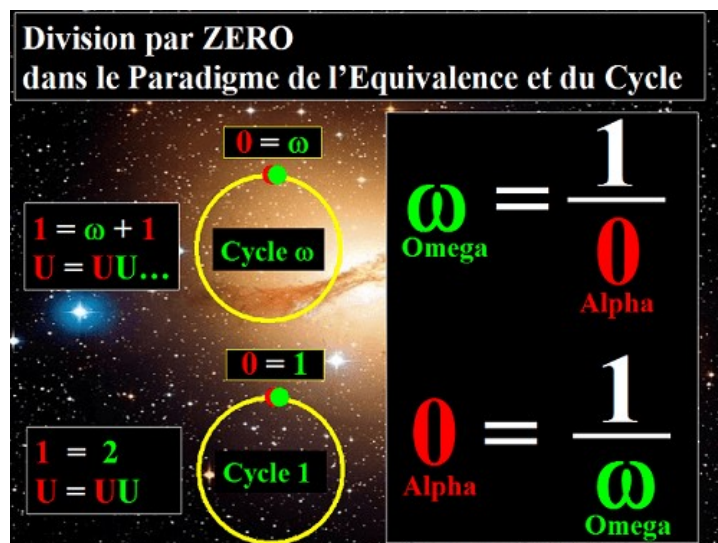 Division par ZERO
dans le Paradigme de l’Equivalence et du Cycle
0 = ω
1 = ω + 1
U = UU...
Cycle ω
0 = 1
1 = 2
U = UU
Cycle 1
ω = 1/0
Omega
Alpha
0 = 1/ω
Alpha
Omega